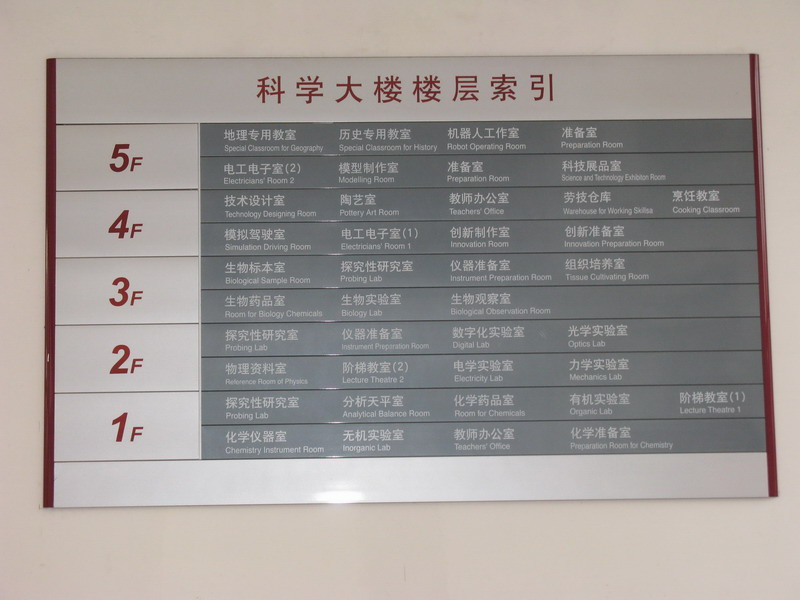 科学大楼楼层索引
5F
地理专用教室 历史专用教室 机器人工作室 准备室
Special Classroom for Geography Special Classroom for History Robot Operating Room Preparation Room
电工电子室(2) 模型制作室 准备室 科技展品室
Electricians' Room 2 Modelling Room Preparation Room Science and Technology Exhibition Room
4F
技术设计室 陶艺室 教师办公室 劳技仓库 烹饪教室
Technology Designing Room Pottery Art Room Teachers' Office Warehouse for Working Skillss Cooking Classroom
模拟驾驶室 电工电子室(1) 创新制作室 创新准备室
Simulation Driving Room Electricians' Room 1 Innovation Room Innovation Preparation Room
3F
生物标本室 探究性研究室 仪器准备室 组织培养室
Biological Sample Room Probing Lab Instrument Preparation Room Tissue Cultivating Room
生物药品室 生物实验室 生物观察室
Room for Biology Chemicals Biology Lab Biological Observation Room
2F
探究性研究室 仪器准备室 数字化实验室 光学实验室
Probing Lab Instrument Preparation Room Digital Lab Optics Lab
物理资料室 阶梯教室(2) 电学实验室 力学实验室
Reference Room of Physics Lecture Theatre 2 Electricity Lab Mechanics Lab
1F
探究性研究室 分析天平室 化学药品室 有机实验室 阶梯教室(1)
Probing Lab Analytical Balance Room Room for Chemicals Organic Lab Lecture Theatre 1
化学仪器室 无机实验室 教师办公室 化学准备室
Chemistry Instrument Room Inorganic Lab Teachers' Office Preparation Room for Chemistry